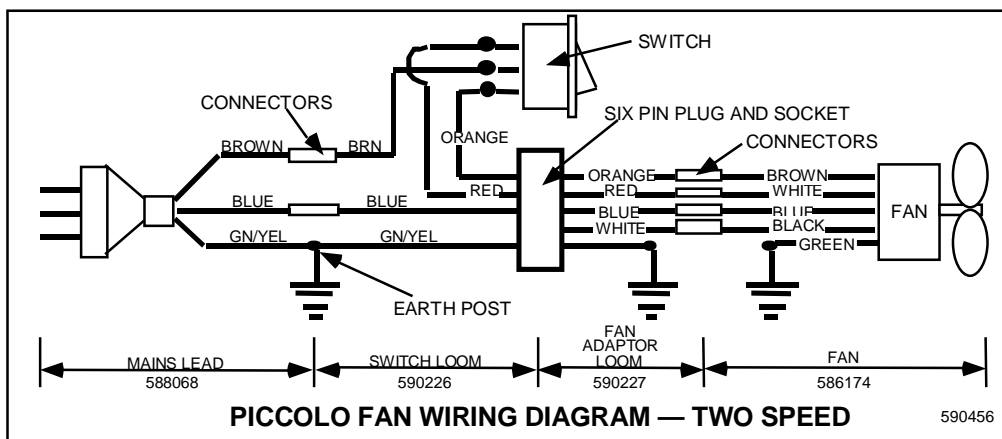 SWITCH
CONNECTORS
SIX PIN PLUG AND SOCKET
ORANGE
CONNECTORS
BROWN BRN
ORANGE BROWN
RED RED WHITE
BLUE BLUE BLUE BLUE
FAN
WHITE BLACK
GN/YEL GN/YEL GREEN
EARTH POST
MAINS LEAD
588068
SWITCH LOOM
590226
FAN
ADAPTOR
LOOM
590227
FAN
586174
PICCOLO FAN WIRING DIAGRAM — TWO SPEED
590456